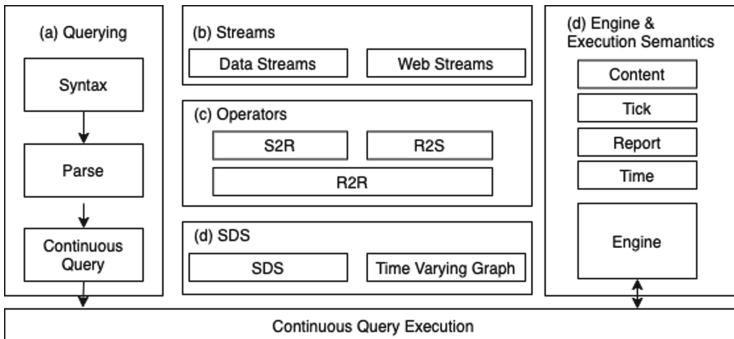 (a) Querying
Syntax
Parse
Continuous
Query
(b) Streams
Data Streams
Web Streams
(c) Operators
S2R
R2S
R2R
(d) SDS
SDS
Time Varying Graph
(d) Engine &
Execution Semantics
Content
Tick
Report
Time
Engine
Continuous Query Execution